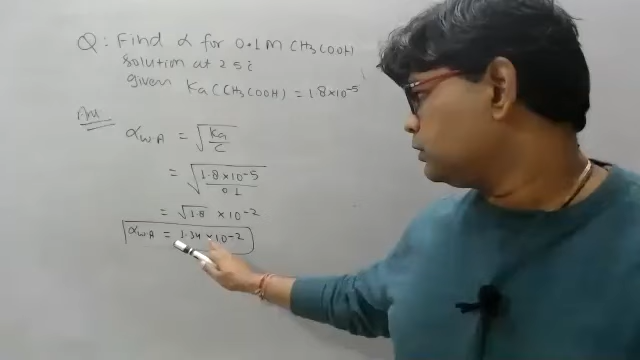 Q: Find α for 0.1M CH3COOH
solution at 25°C
given Ka(CH3COOH) = 1.8×10-5
Ans
αW.A = √Ka/C
= √1.8×10-5/0.1
= √1.8 × 10-2
αW.A = 1.34 × 10-2